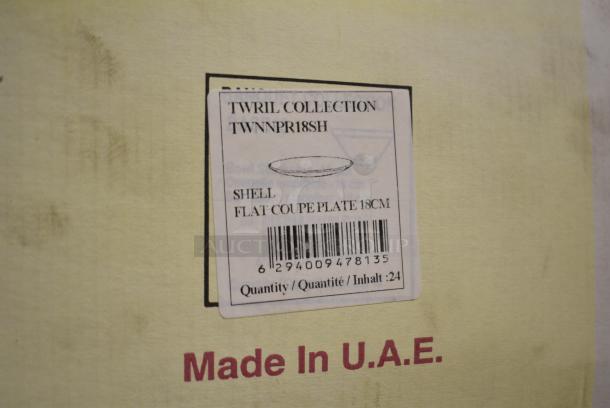 TWRIL COLLECTION
TWNNPR18SH
SHELL
FLAT COUPE PLATE 18CM
6 294009 478135
Quantity / Quantité / Inhalt :24
Made In U.A.E.